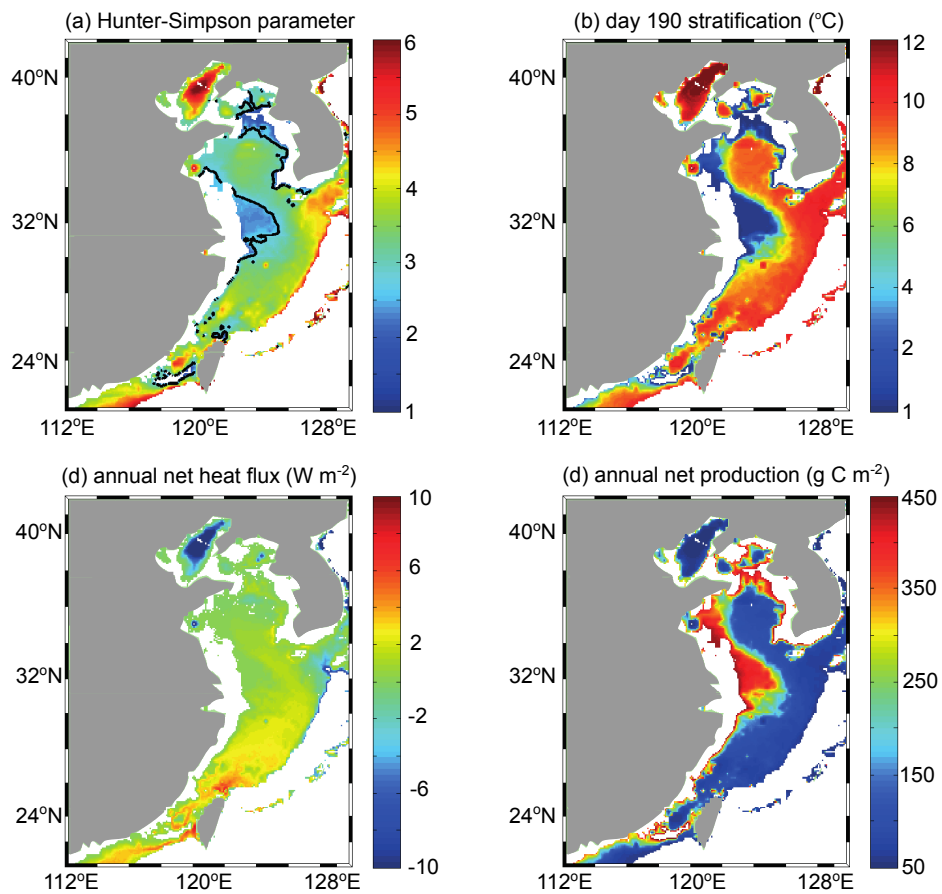 (a) Hunter-Simpson parameter
40°N
32°N
24°N
112°E 120°E 128°E
6
5
4
3
2
1
(b) day 190 stratification (°C)
40°N
32°N
24°N
112°E 120°E 128°E
12
10
8
6
4
2
1
(d) annual net heat flux (W m⁻²)
40°N
32°N
24°N
112°E 120°E 128°E
10
6
2
-2
-6
-10
(d) annual net production (g C m⁻²)
40°N
32°N
24°N
112°E 120°E 128°E
450
350
250
150
50